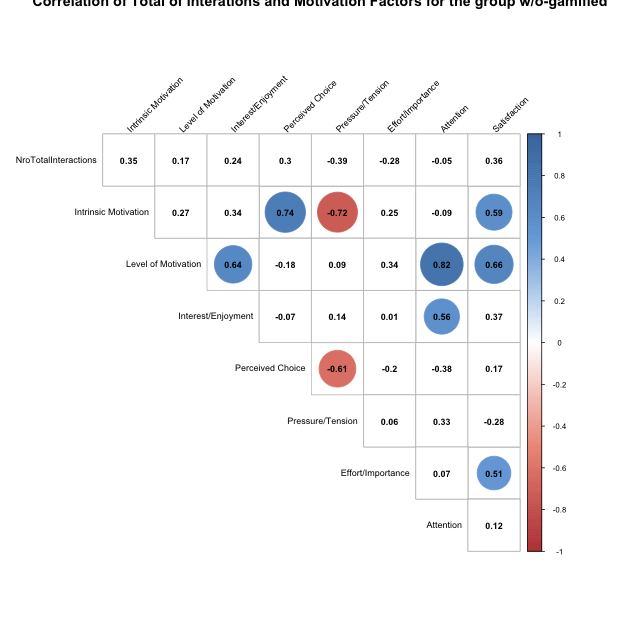 Correlation of Total of Interations and Motivation Factors for the group w/o-gamified
Intrinsic Motivation
Level of Motivation
Interest/Enjoyment
Perceived Choice
Pressure/Tension
Effort/Importance
Attention
Satisfaction
NroTotalInteractions 0.35 0.17 0.24 0.3 -0.39 -0.28 -0.05 0.36
Intrinsic Motivation 0.27 0.34 0.74 -0.72 0.25 -0.09 0.59
Level of Motivation 0.64 -0.18 0.09 0.34 0.82 0.66
Interest/Enjoyment -0.07 0.14 0.01 0.56 0.37
Perceived Choice -0.61 -0.2 -0.38 0.17
Pressure/Tension 0.06 0.33 -0.28
Effort/Importance 0.07 0.51
Attention 0.12
1
0.8
0.6
0.4
0.2
0
-0.2
-0.4
-0.6
-0.8
-1